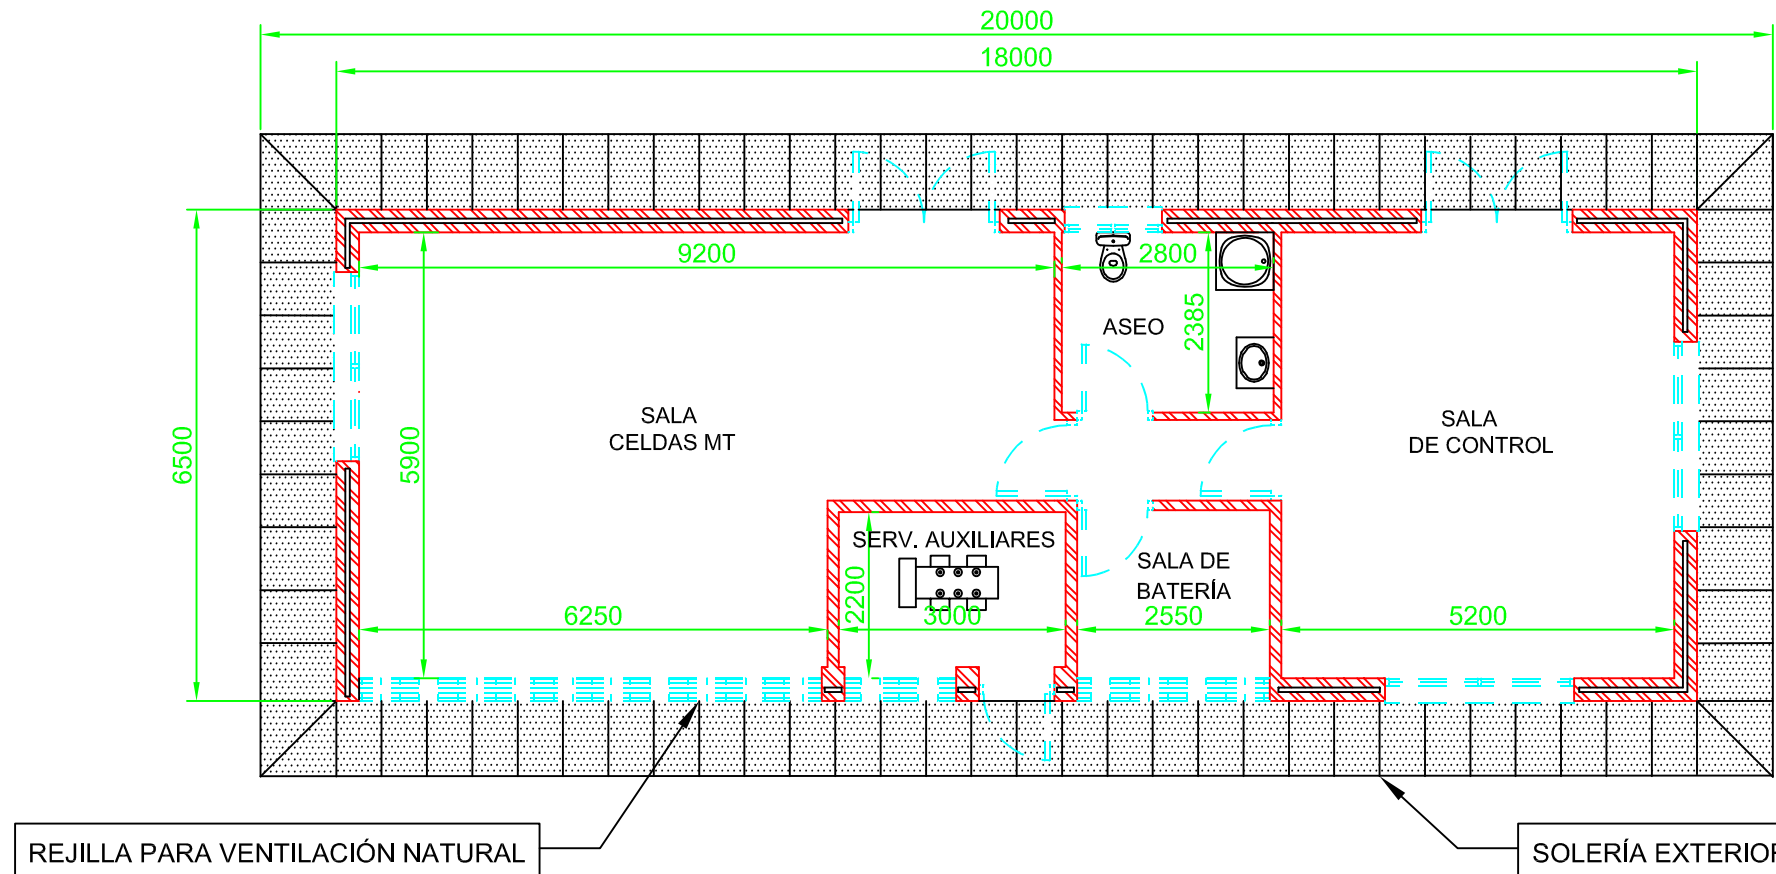 20000
18000
9200
2800
2385
ASEO
SALA
CELDAS MT
SALA
DE CONTROL
6500
5900
SERV. AUXILIARES
SALA DE
BATERÍA
2200
6250
3000
2550
5200
REJILLA PARA VENTILACIÓN NATURAL
SOLERÍA EXTERIOR